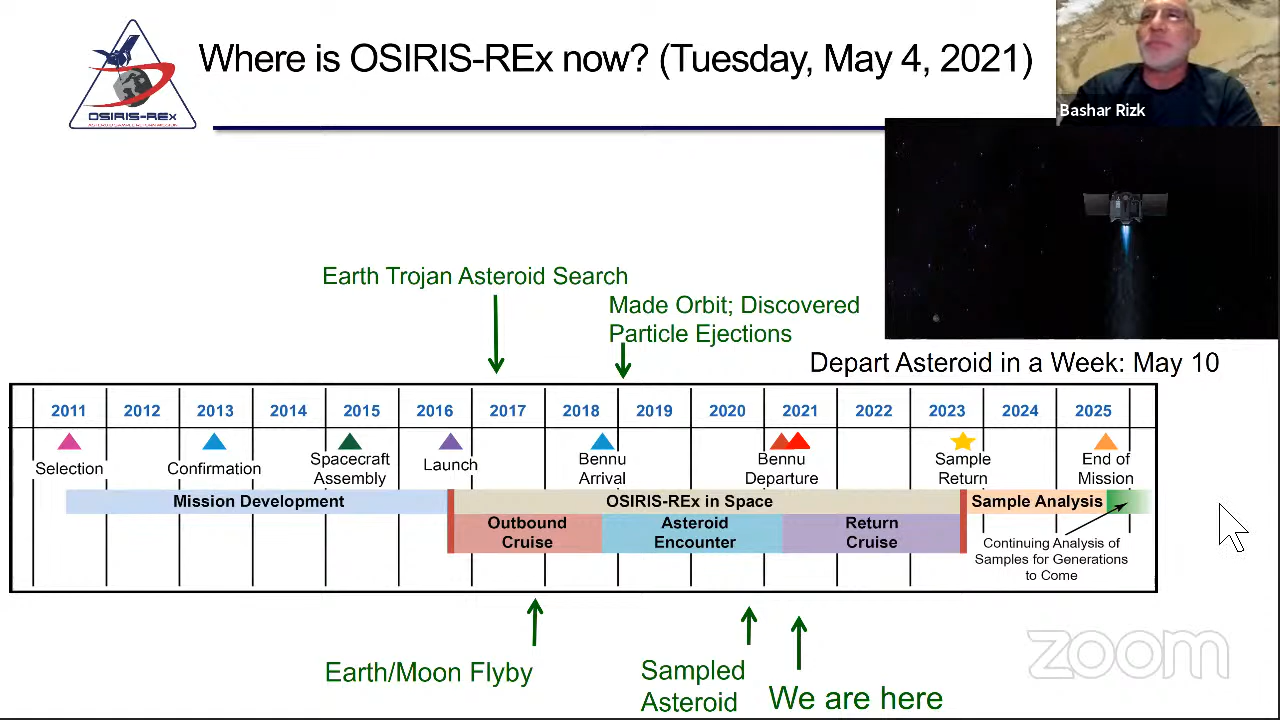 Where is OSIRIS-REx now? (Tuesday, May 4, 2021)
OSIRIS-REx
ASTEROID SAMPLE RETURN MISSION
Bashar Rizk
Earth Trojan Asteroid Search
Made Orbit; Discovered
Particle Ejections
Depart Asteroid in a Week: May 10
2011 2012 2013 2014 2015 2016 2017 2018 2019 2020 2021 2022 2023 2024 2025
Selection
Confirmation
Spacecraft
Assembly
Launch
Bennu
Arrival
Bennu
Departure
Sample
Return
End of
Mission
Mission Development
OSIRIS-REx in Space
Sample Analysis
Outbound
Cruise
Asteroid
Encounter
Return
Cruise
Continuing Analysis of
Samples for Generations
to Come
Earth/Moon Flyby
Sampled
Asteroid
We are here
zoom